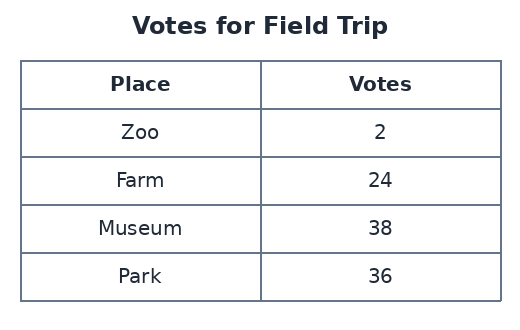 Votes for Field Trip
Place Votes
Zoo 2
Farm 24
Museum 38
Park 36